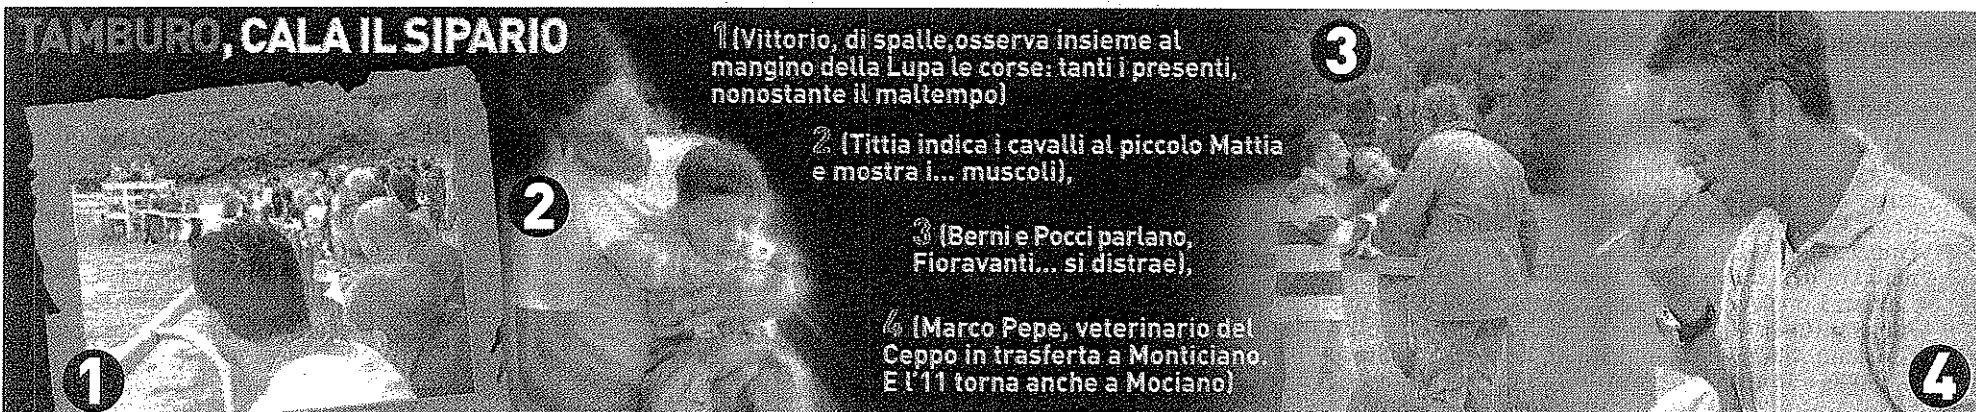 TAMBURO, CALA IL SIPARIO
1 (Vittorio, di spalle,osserva insieme al
mangino della Lupa le corse: tanti i presenti,
nonostante il maltempo)
2 (Tittia indica i cavalli al piccolo Mattia
e mostra i... muscoli),
3 (Berni e Pocci parlano,
Fioravanti... si distrae),
4 (Marco Pepe, veterinario del
Ceppo in trasferta a Monticiano.
E l'11 torna anche a Mociano)
1
2
3
4